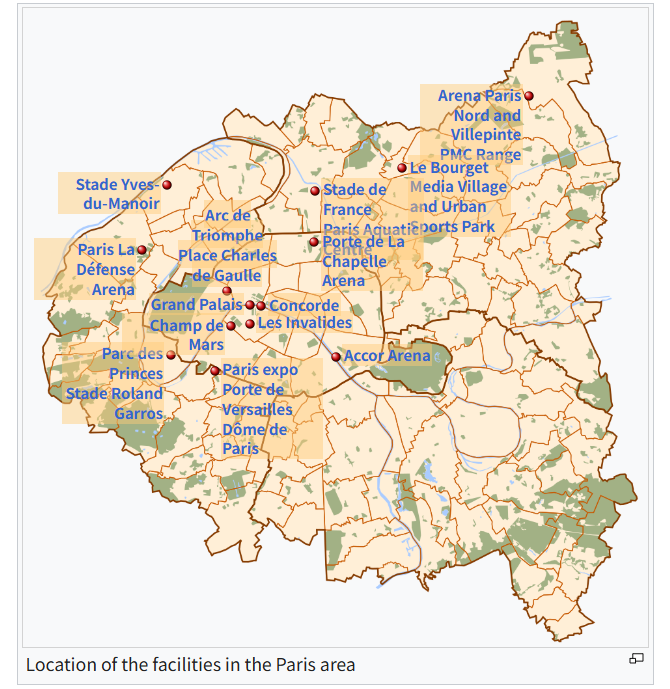 Arena Paris
Nord and
Villepinte
PMC Range
Le Bourget
Media Village
and Urban
Sports Park
Stade Yves-
du-Manoir
Stade de
France
Paris Aquatic
Centre
Arc de
Triomphe
Place Charles
de Gaulle
Porte de La
Chapelle
Arena
Paris La
Défense
Arena
Grand Palais
Concorde
Champ de
Mars
Les Invalides
Parc des
Princes
Stade Roland
Garros
Accor Arena
Paris expo
Porte de
Versailles
Dôme de
Paris
Location of the facilities in the Paris area